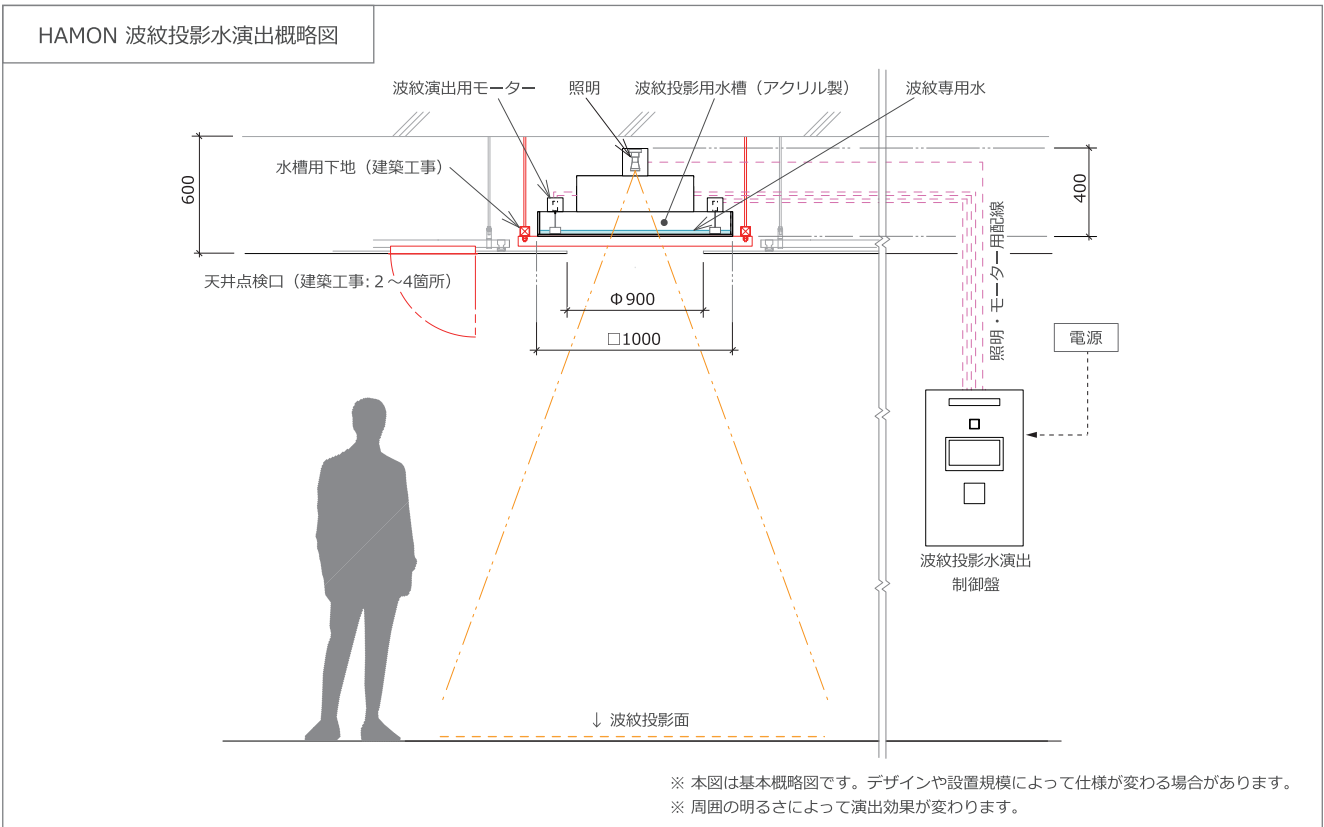 HAMON 波紋投影水演出概略図
波紋演出用モーター
照明
波紋投影用水槽（アクリル製）
波紋専用水
水槽用下地（建築工事）
600
400
天井点検口（建築工事: 2～4箇所）
Φ900
□1000
照明・モーター用配線
電源
波紋投影水演出
制御盤
↓ 波紋投影面
※ 本図は基本概略図です。デザインや設置規模によって仕様が変わる場合があります。
※ 周囲の明るさによって演出効果が変わります。